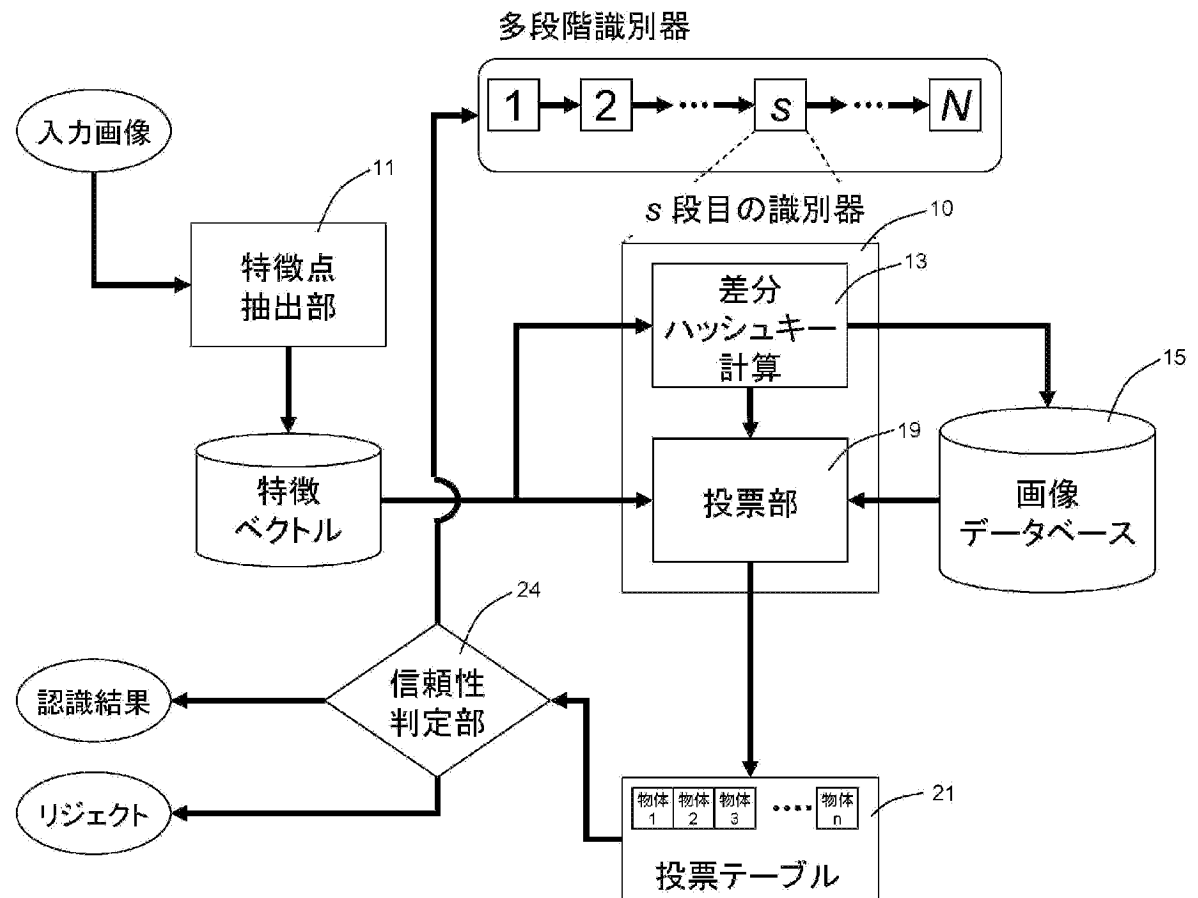 多段階識別器
1
2
....
s
....
N
入力画像
s 段目の識別器
11
10
特徴点
抽出部
13
差分
ハッシュキー
計算
15
19
特徴
ベクトル
投票部
画像
データベース
24
信頼性
判定部
認識結果
リジェクト
21
物体
1
物体
2
物体
3
....
物体
n
投票テーブル